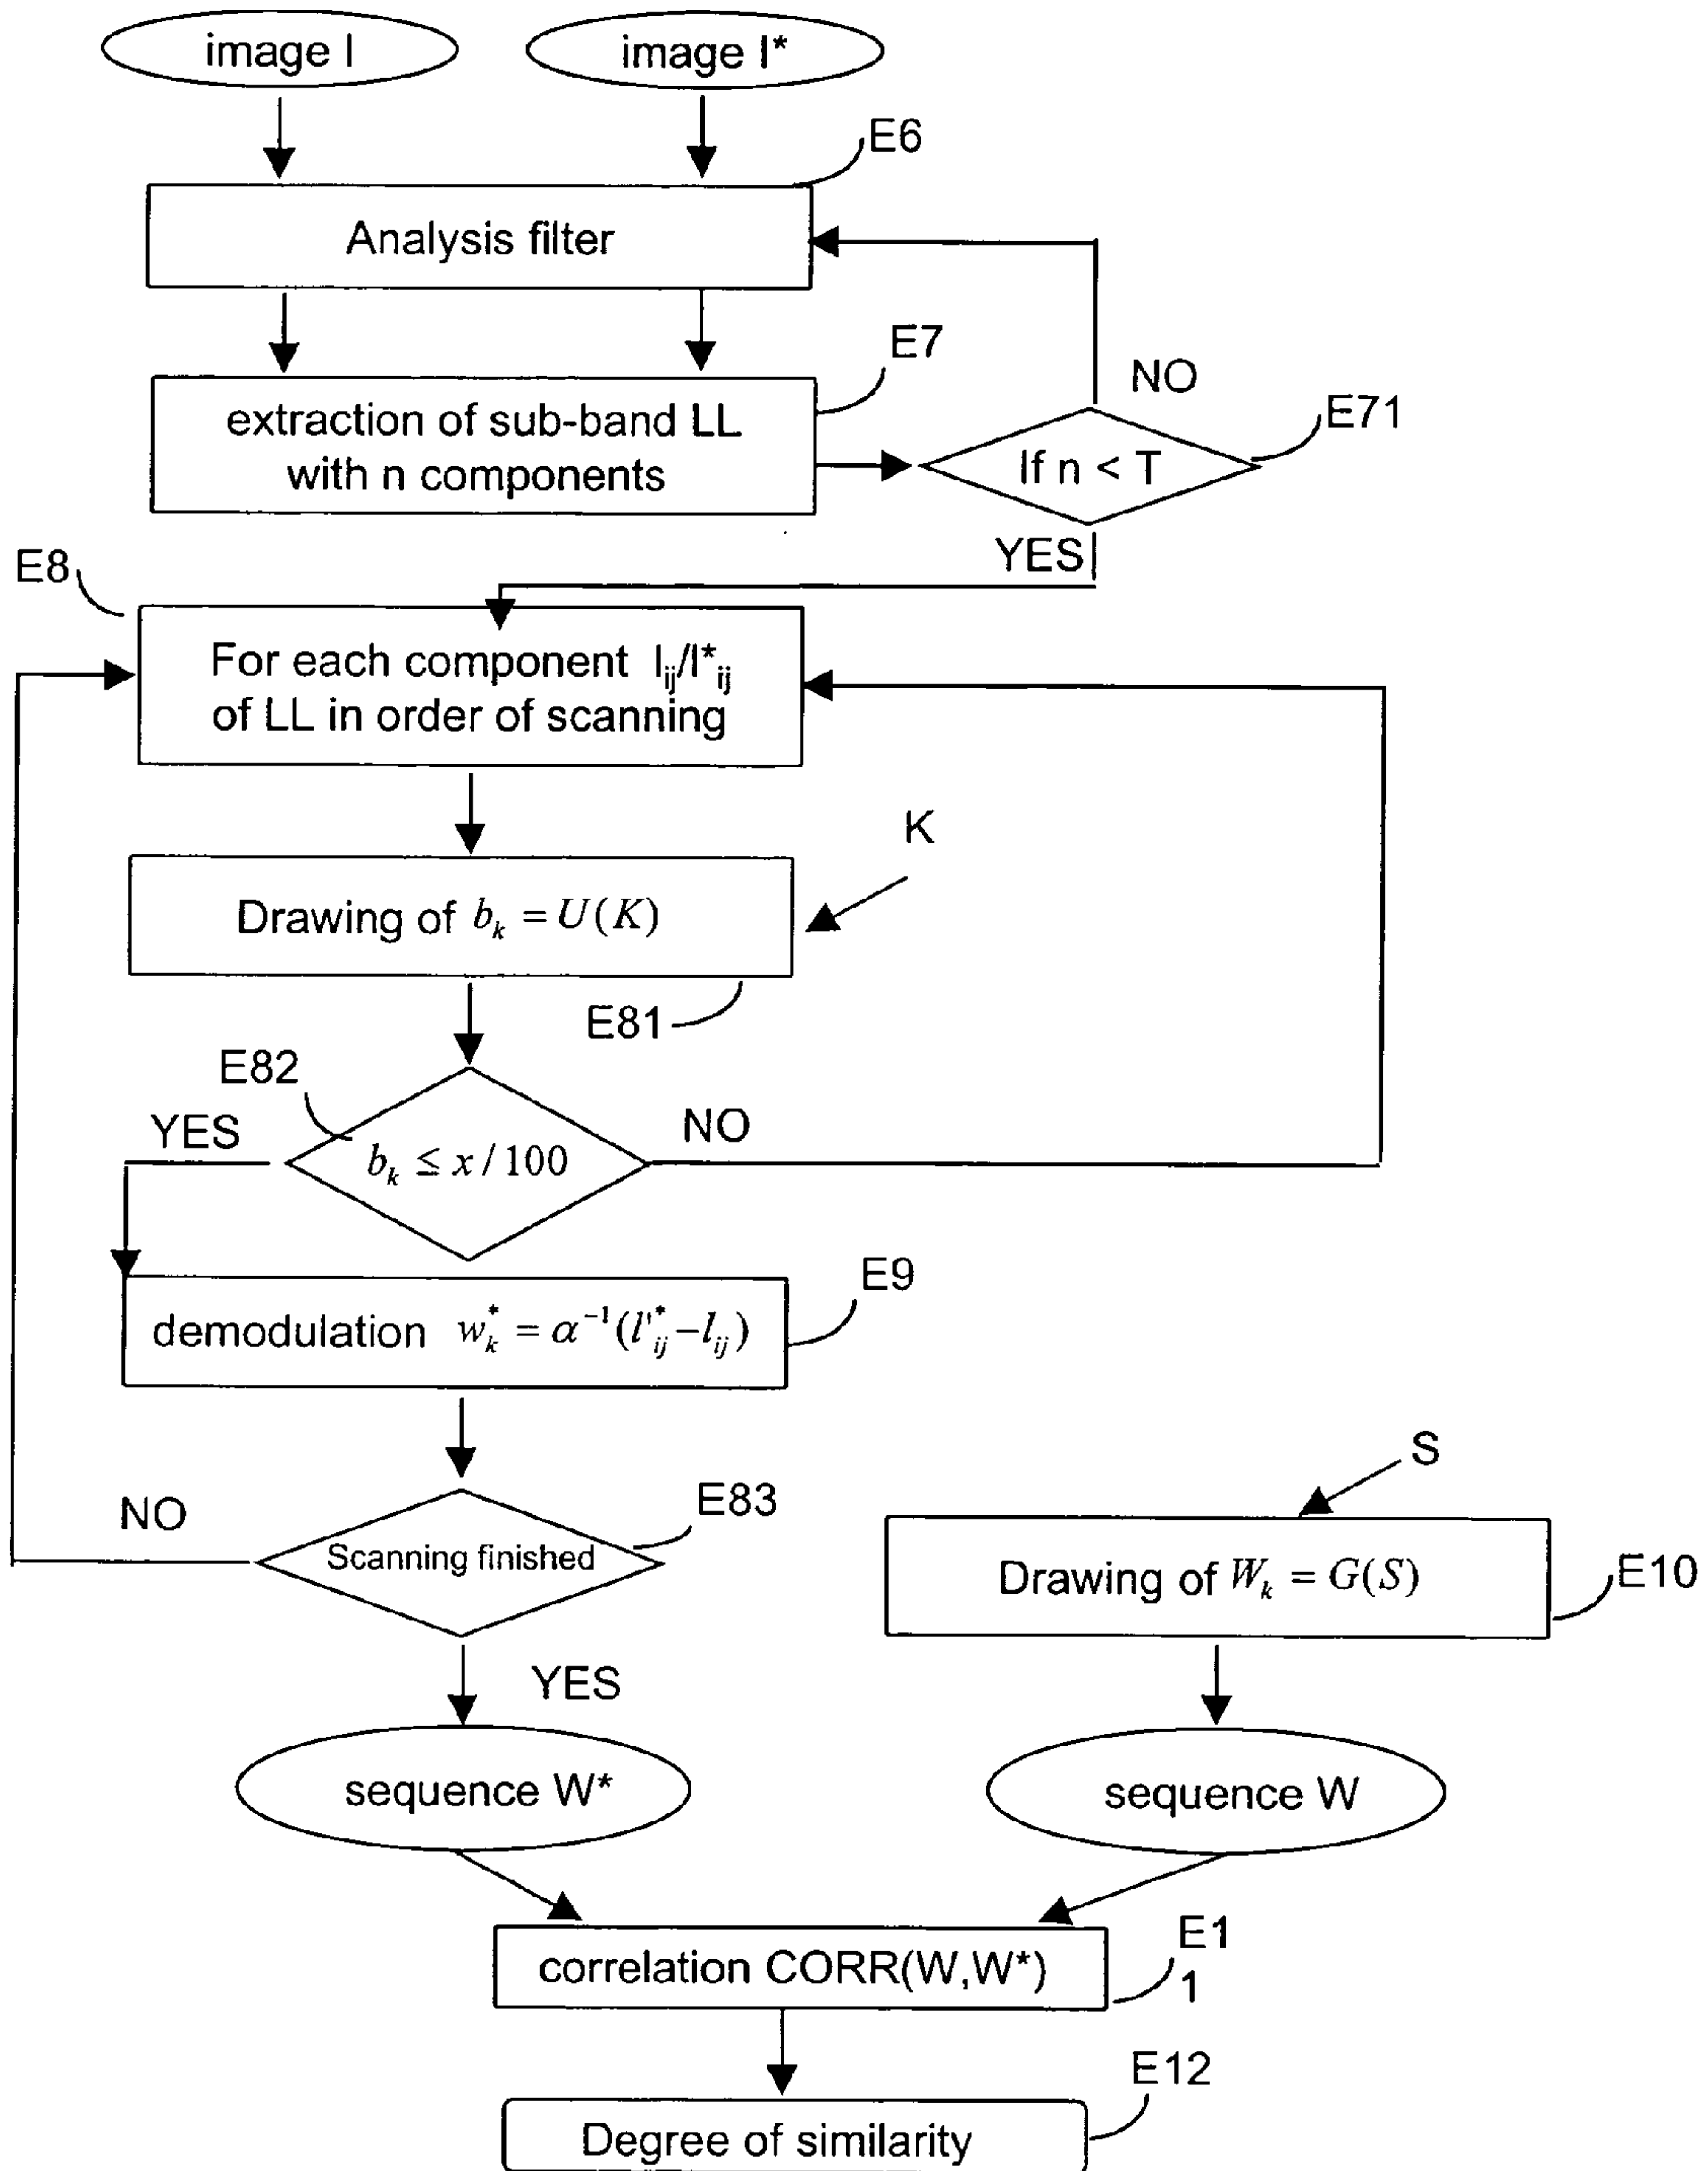 image I
image I*
E6
Analysis filter
E7
extraction of sub-band LL
with n components
NO
E71
If n < T
YES
E8
For each component l_ij/l*_ij
of LL in order of scanning
K
Drawing of b_k = U(K)
E81
E82
YES
NO
b_k ≤ x / 100
E9
demodulation w*_k = α⁻¹(l'*_ij − l_ij)
S
NO
E83
Scanning finished
Drawing of W_k = G(S)
E10
YES
sequence W*
sequence W
correlation CORR(W,W*)
E1
1
E12
Degree of similarity